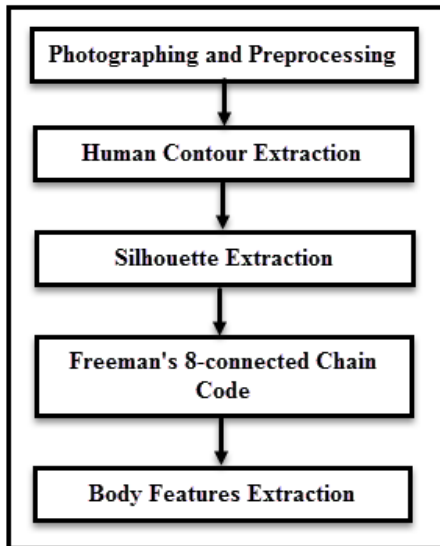 Photographing and Preprocessing
Human Contour Extraction
Silhouette Extraction
Freeman's 8-connected Chain
Code
Body Features Extraction